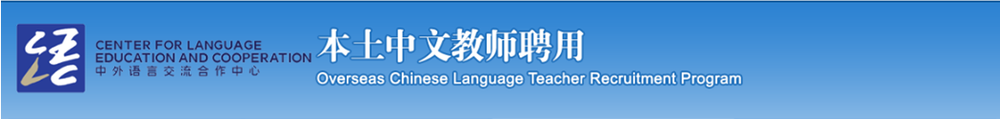 CENTER FOR LANGUAGE
EDUCATION AND COOPERATION
中外语言交流合作中心
本土中文教师聘用
Overseas Chinese Language Teacher Recruitment Program